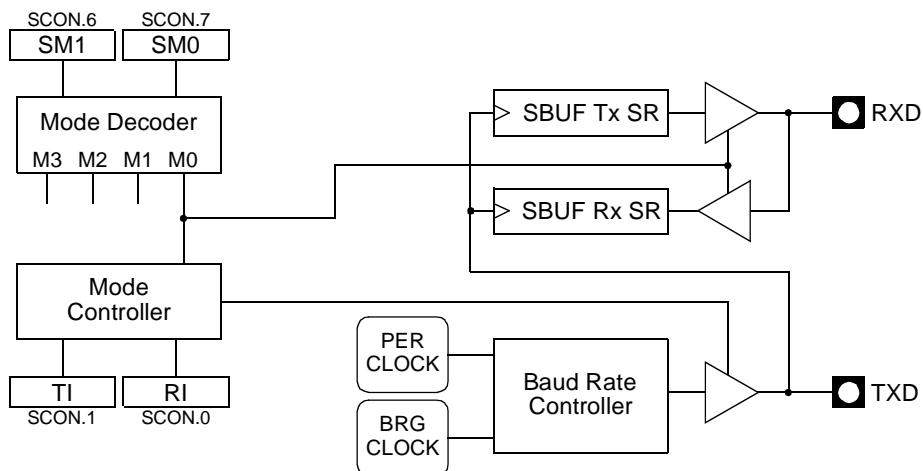 SCON.6
SCON.7
SM1
SM0
Mode Decoder
M3
M2
M1
M0
SBUF Tx SR
RXD
SBUF Rx SR
Mode
Controller
PER
CLOCK
BRG
CLOCK
Baud Rate
Controller
TXD
TI
RI
SCON.1
SCON.0